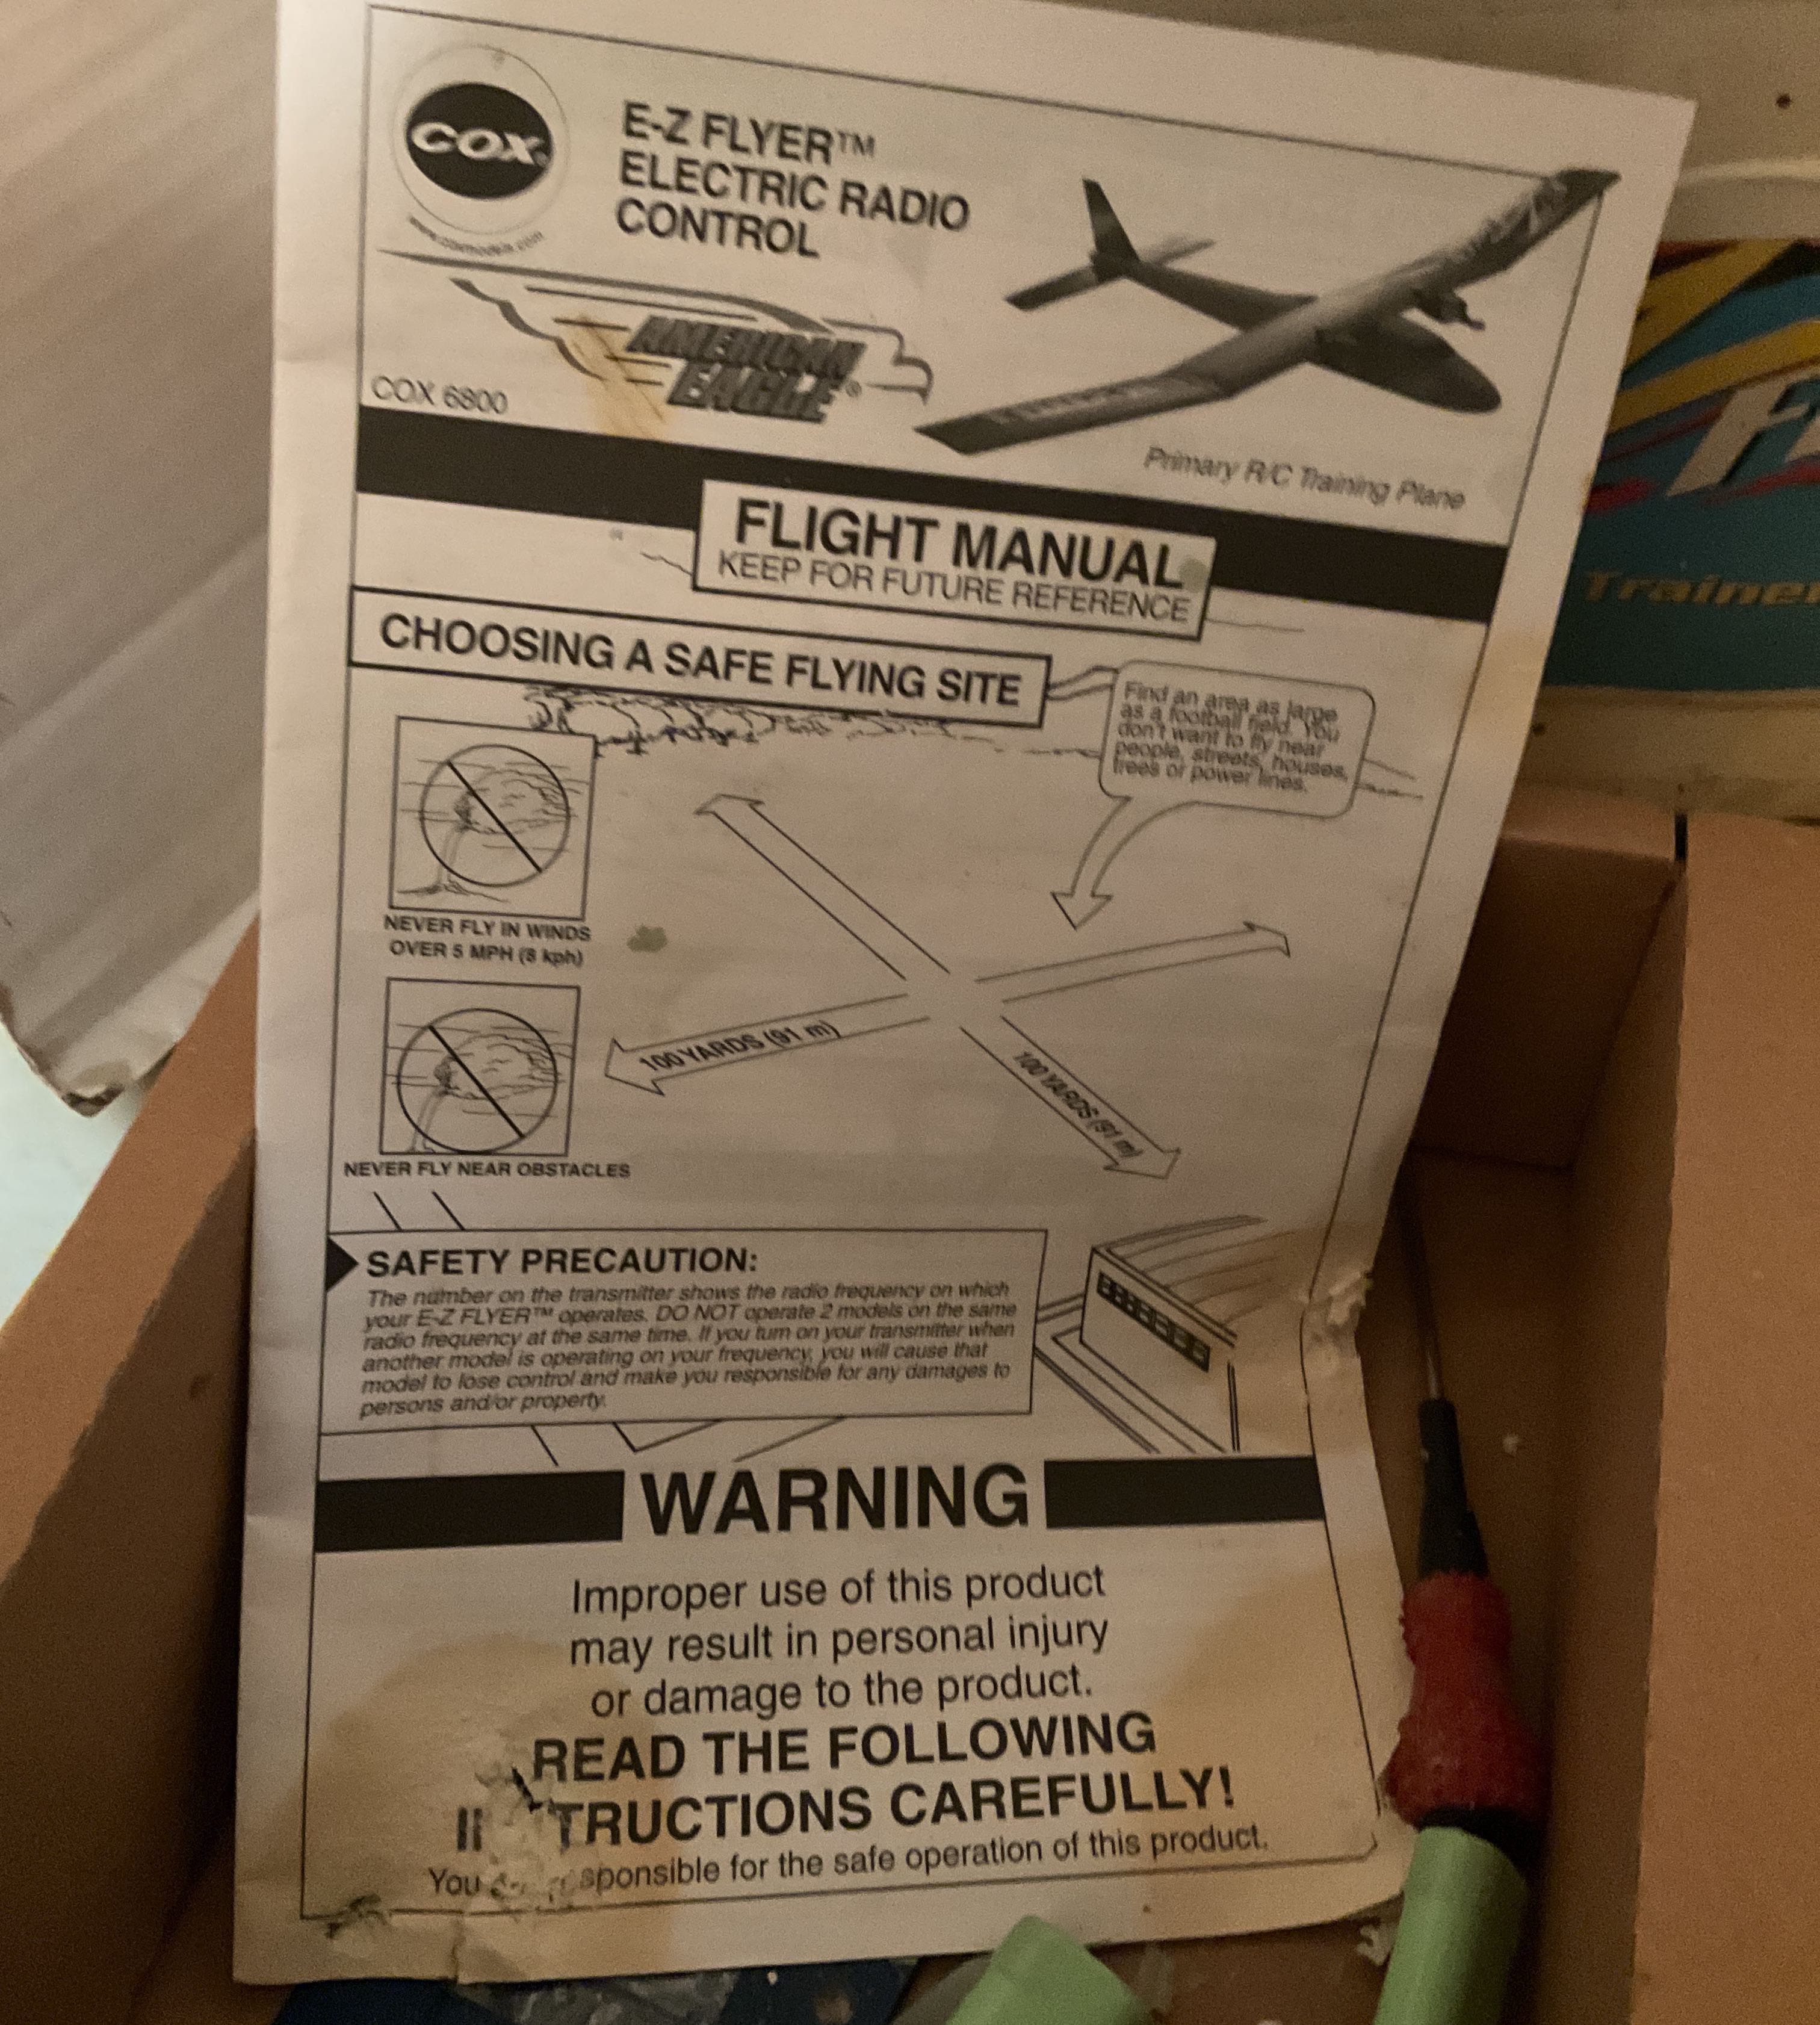 COX
www.coxmodels.com
E-Z FLYER™
ELECTRIC RADIO
CONTROL
AMERICAN
EAGLE®
COX 6800
Primary R/C Training Plane
FLIGHT MANUAL
KEEP FOR FUTURE REFERENCE
CHOOSING A SAFE FLYING SITE
Find an area as large
as a football field. You
don't want to fly near
people, streets, houses,
trees or power lines.
NEVER FLY IN WINDS
OVER 5 MPH (8 kph)
100 YARDS (91 m)
100 YARDS (91 m)
NEVER FLY NEAR OBSTACLES
SAFETY PRECAUTION:
The number on the transmitter shows the radio frequency on which
your E-Z FLYER™ operates. DO NOT operate 2 models on the same
radio frequency at the same time. If you turn on your transmitter when
another model is operating on your frequency, you will cause that
model to lose control and make you responsible for any damages to
persons and/or property.
WARNING
Improper use of this product
may result in personal injury
or damage to the product.
READ THE FOLLOWING
TRUCTIONS CAREFULLY!
You sponsible for the safe operation of this product.
Trainer